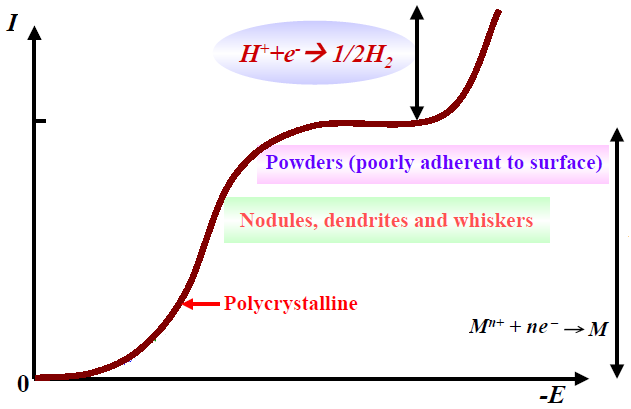 I
H⁺+e⁻→ 1/2H₂
Powders (poorly adherent to surface)
Nodules, dendrites and whiskers
Polycrystalline
Mⁿ⁺ + ne⁻ → M
0
-E